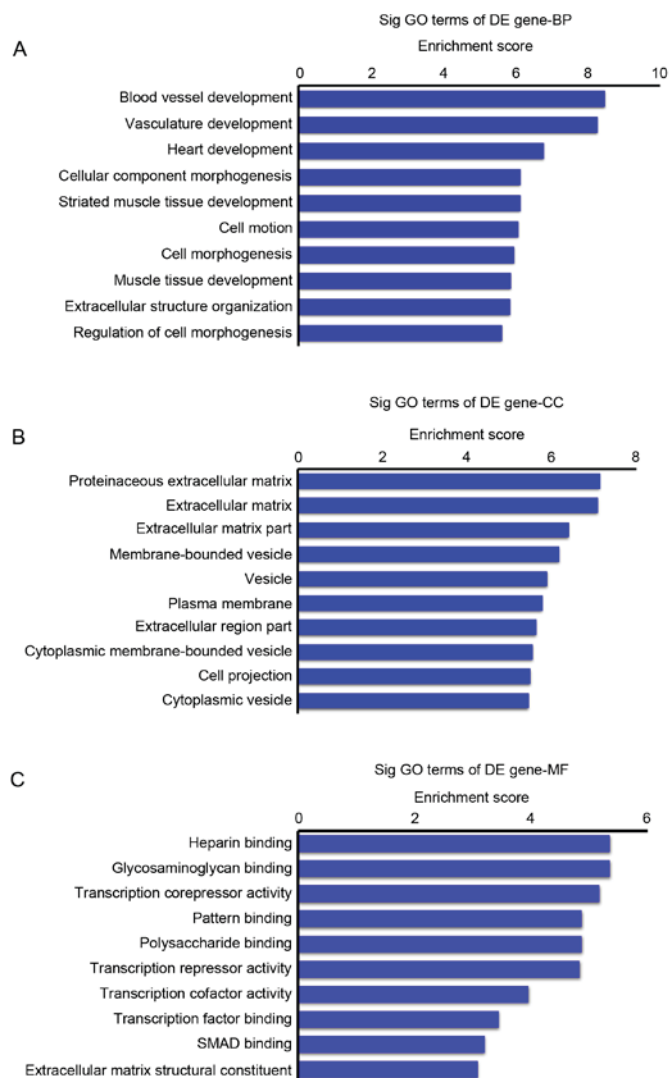 Sig GO terms of DE gene-BP
A
Enrichment score
0 2 4 6 8 10
Blood vessel development
Vasculature development
Heart development
Cellular component morphogenesis
Striated muscle tissue development
Cell motion
Cell morphogenesis
Muscle tissue development
Extracellular structure organization
Regulation of cell morphogenesis
Sig GO terms of DE gene-CC
B
Enrichment score
0 2 4 6 8
Proteinaceous extracellular matrix
Extracellular matrix
Extracellular matrix part
Membrane-bounded vesicle
Vesicle
Plasma membrane
Extracellular region part
Cytoplasmic membrane-bounded vesicle
Cell projection
Cytoplasmic vesicle
Sig GO terms of DE gene-MF
C
Enrichment score
0 2 4 6
Heparin binding
Glycosaminoglycan binding
Transcription corepressor activity
Pattern binding
Polysaccharide binding
Transcription repressor activity
Transcription cofactor activity
Transcription factor binding
SMAD binding
Extracellular matrix structural constituent